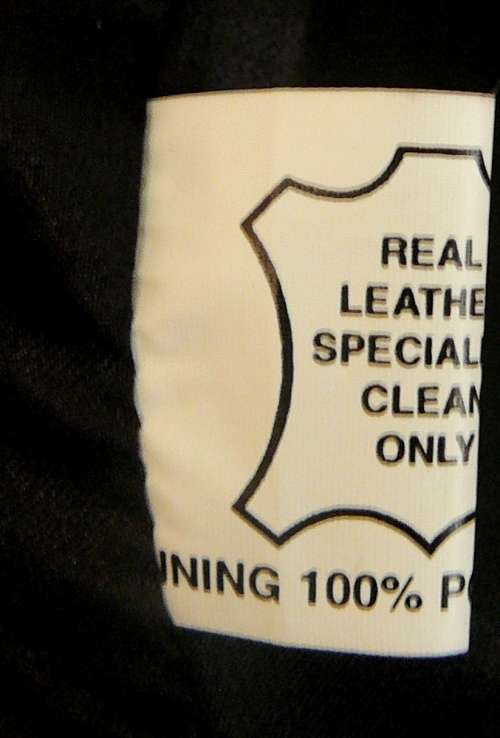 REAL
LEATHE
SPECIAL
CLEAN
ONLY
INING 100% P